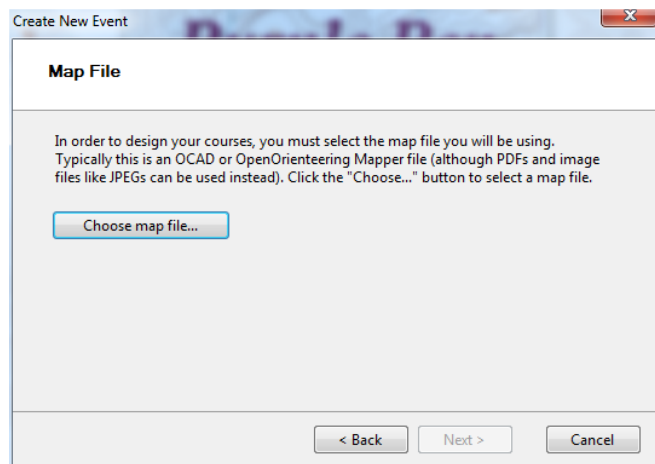 Create New Event
Map File
In order to design your courses, you must select the map file you will be using.
Typically this is an OCAD or OpenOrienteering Mapper file (although PDFs and image
files like JPEGs can be used instead). Click the "Choose..." button to select a map file.
Choose map file...
< Back Next > Cancel